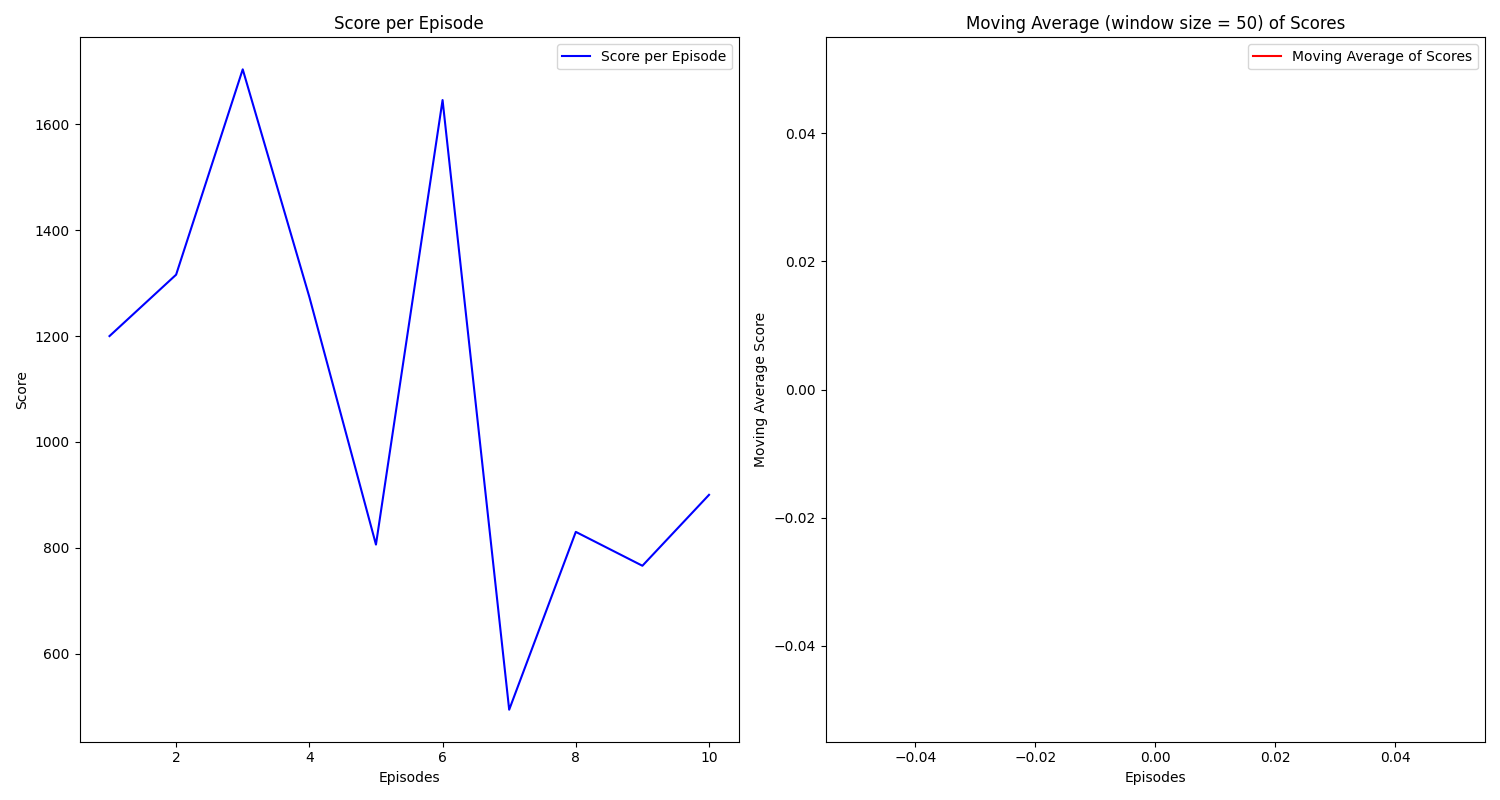 Score per Episode
Score per Episode
1600
1400
1200
1000
800
600
Score
2 4 6 8 10
Episodes
Moving Average (window size = 50) of Scores
Moving Average of Scores
0.04
0.02
0.00
−0.02
−0.04
Moving Average Score
−0.04 −0.02 0.00 0.02 0.04
Episodes